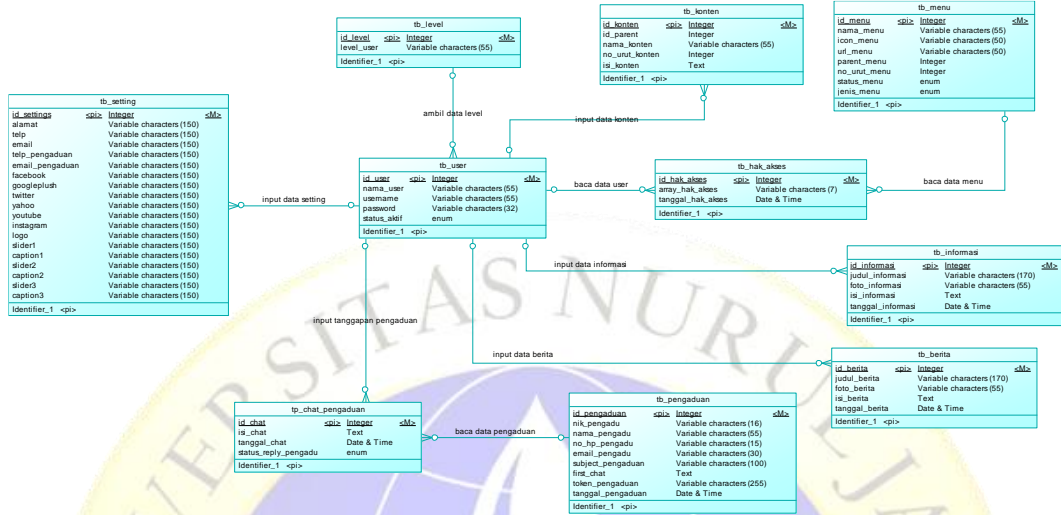 tb_level
id_level <pi> Integer <M>
level_user Variable characters (55)
Identifier_1 <pi>
tb_konten
id_konten <pi> Integer <M>
id_parent Integer
nama_konten Variable characters (55)
no_urut_konten Integer
isi_konten Text
Identifier_1 <pi>
tb_menu
id_menu <pi> Integer <M>
nama_menu Variable characters (55)
icon_menu Variable characters (50)
url_menu Variable characters (50)
parent_menu Integer
no_urut_menu Integer
status_menu enum
jenis_menu enum
Identifier_1 <pi>
tb_setting
id_settings <pi> Integer <M>
alamat Variable characters (150)
telp Variable characters (150)
email Variable characters (150)
telp_pengaduan Variable characters (150)
email_pengaduan Variable characters (150)
facebook Variable characters (150)
googleplush Variable characters (150)
twitter Variable characters (150)
yahoo Variable characters (150)
youtube Variable characters (150)
instagram Variable characters (150)
logo Variable characters (150)
slider1 Variable characters (150)
caption1 Variable characters (150)
slider2 Variable characters (150)
caption2 Variable characters (150)
slider3 Variable characters (150)
caption3 Variable characters (150)
Identifier_1 <pi>
ambil data level
input data konten
tb_user
id_user <pi> Integer <M>
nama_user Variable characters (55)
username Variable characters (55)
password Variable characters (32)
status_aktif enum
Identifier_1 <pi>
input data setting
baca data user
tb_hak_akses
id_hak_akses <pi> Integer <M>
array_hak_akses Variable characters (7)
tanggal_hak_akses Date & Time
Identifier_1 <pi>
baca data menu
input data informasi
tb_informasi
id_informasi <pi> Integer <M>
judul_informasi Variable characters (170)
foto_informasi Variable characters (55)
isi_informasi Text
tanggal_informasi Date & Time
Identifier_1 <pi>
input tanggapan pengaduan
input data berita
tb_berita
id_berita <pi> Integer <M>
judul_berita Variable characters (170)
foto_berita Variable characters (55)
isi_berita Text
tanggal_berita Date & Time
Identifier_1 <pi>
tp_chat_pengaduan
id_chat <pi> Integer <M>
isi_chat Text
tanggal_chat Date & Time
status_reply_pengadu enum
Identifier_1 <pi>
baca data pengaduan
tb_pengaduan
id_pengaduan <pi> Integer <M>
nik_pengadu Variable characters (16)
nama_pengadu Variable characters (55)
no_hp_pengadu Variable characters (15)
email_pengadu Variable characters (30)
subject_pengaduan Variable characters (100)
first_chat Text
token_pengaduan Variable characters (255)
tanggal_pengaduan Date & Time
Identifier_1 <pi>
VERSITAS NURUL JA